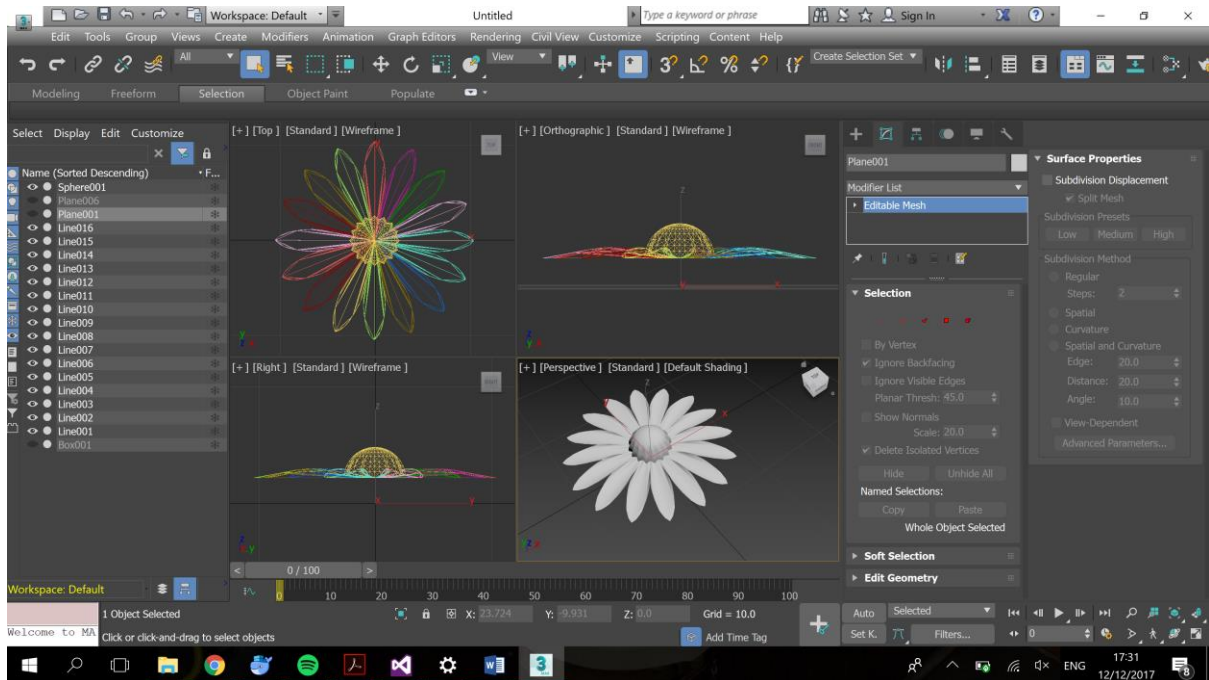 Workspace: Default
Untitled
Type a keyword or phrase
Sign In
Edit Tools Group Views Create Modifiers Animation Graph Editors Rendering Civil View Customize Scripting Content Help
All
View
Create Selection Set
Modeling Freeform Selection Object Paint Populate
Select Display Edit Customize
Name (Sorted Descending) F...
Sphere001
Plane006
Plane001
Line016
Line015
Line014
Line013
Line012
Line011
Line010
Line009
Line008
Line007
Line006
Line005
Line004
Line003
Line002
Line001
Box001
Workspace: Default
[+] [Top] [Standard] [Wireframe]
[+] [Orthographic] [Standard] [Wireframe]
[+] [Right] [Standard] [Wireframe]
[+] [Perspective] [Standard] [Default Shading]
0 / 100
0 10 20 30 40 50 60 70 80 90 100
Plane001
Modifier List
Editable Mesh
Selection
By Vertex
Ignore Backfacing
Ignore Visible Edges
Planar Thresh: 45.0
Show Normals
Scale: 20.0
Delete Isolated Vertices
Hide Unhide All
Named Selections:
Copy Paste
Whole Object Selected
Soft Selection
Edit Geometry
Surface Properties
Subdivision Displacement
Split Mesh
Subdivision Presets
Low Medium High
Subdivision Method
Regular
Steps: 2
Spatial
Curvature
Spatial and Curvature
Edge: 20.0
Distance: 20.0
Angle: 10.0
View-Dependent
Advanced Parameters...
1 Object Selected
X: 23.724 Y: -9.931 Z: 0.0 Grid = 10.0
Auto Selected
Welcome to MA
Click or click-and-drag to select objects
Add Time Tag
Set K. Filters... 0
ENG
17:31
12/12/2017